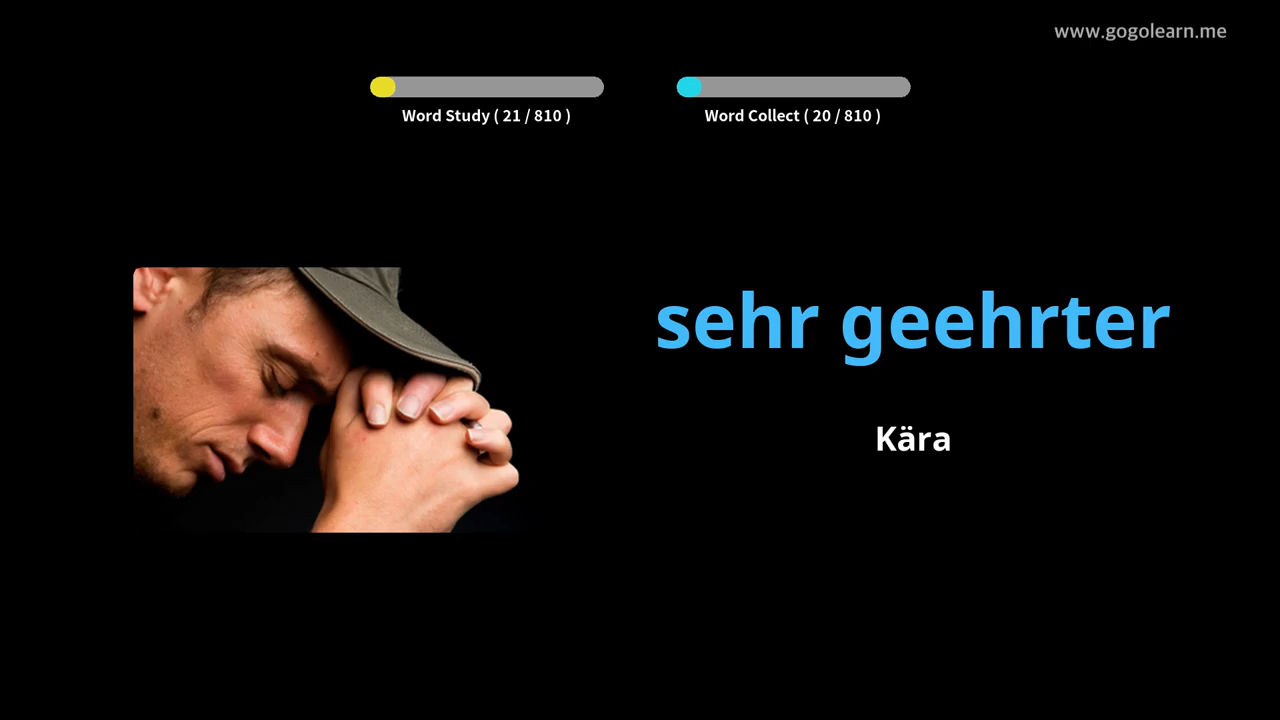 www.gogolearn.me
Word Study ( 21 / 810 )
Word Collect ( 20 / 810 )
sehr geehrter
Kära